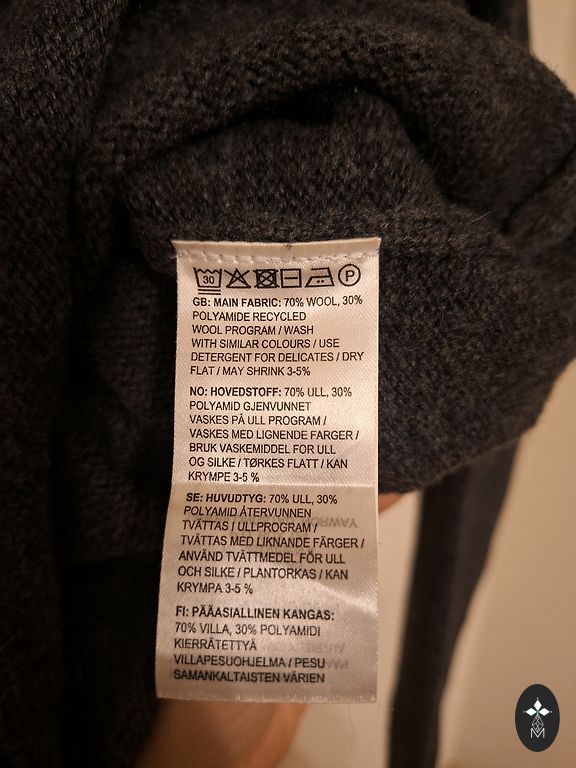 30
P
GB: MAIN FABRIC: 70% WOOL, 30%
POLYAMIDE RECYCLED
WOOL PROGRAM / WASH
WITH SIMILAR COLOURS / USE
DETERGENT FOR DELICATES / DRY
FLAT / MAY SHRINK 3-5%
NO: HOVEDSTOFF: 70% ULL, 30%
POLYAMID GJENVUNNET
VASKES PÅ ULL PROGRAM /
VASKES MED LIGNENDE FARGER /
BRUK VASKEMIDDEL FOR ULL
OG SILKE / TØRKES FLATT / KAN
KRYMPE 3-5 %
SE: HUVUDTYG: 70% ULL, 30%
POLYAMID ÅTERVUNNEN
TVÄTTAS I ULLPROGRAM /
TVÄTTAS MED LIKNANDE FÄRGER /
ANVÄND TVÄTTMEDEL FÖR ULL
OCH SILKE / PLANTORKAS / KAN
KRYMPA 3-5 %
FI: PÄÄASIALLINEN KANGAS:
70% VILLA, 30% POLYAMIDI
KIERRÄTETTYÄ
VILLAPESUOHJELMA / PESU
SAMANKALTAISTEN VÄRIEN
M